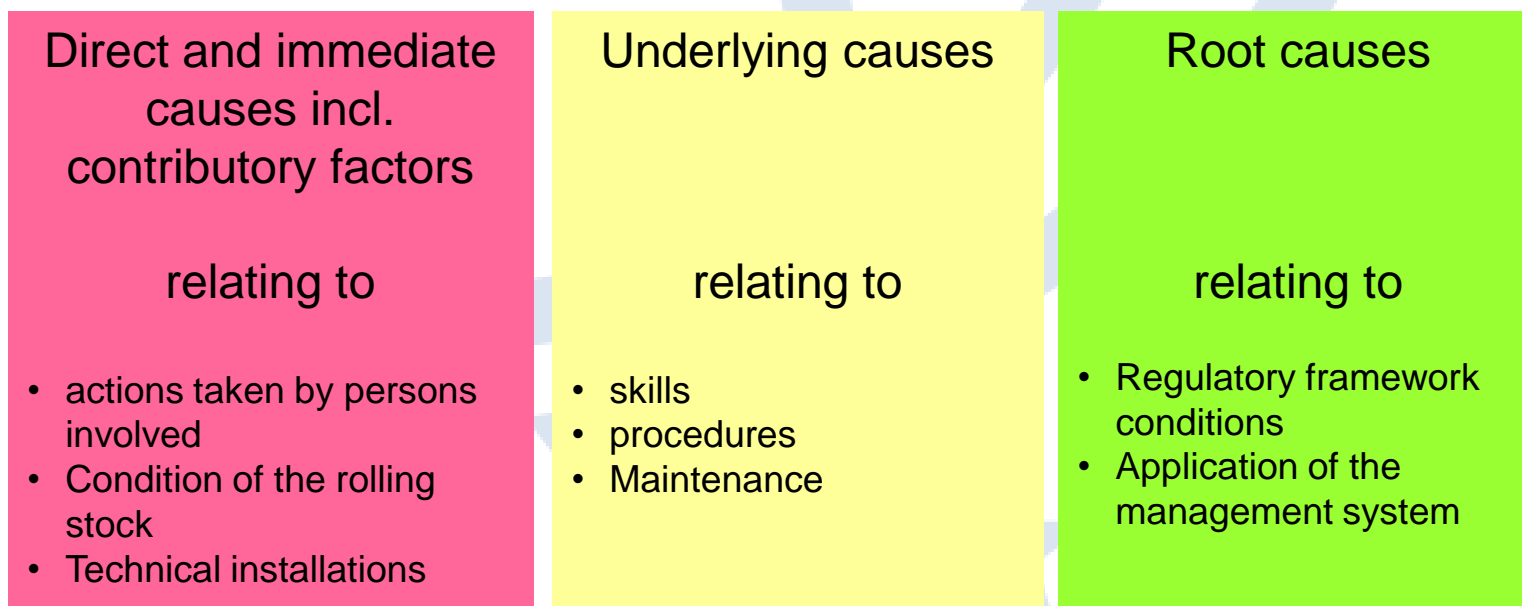 Direct and immediate
causes incl.
contributory factors
relating to
• actions taken by persons
involved
• Condition of the rolling
stock
• Technical installations
Underlying causes
relating to
• skills
• procedures
• Maintenance
Root causes
relating to
• Regulatory framework
conditions
• Application of the
management system